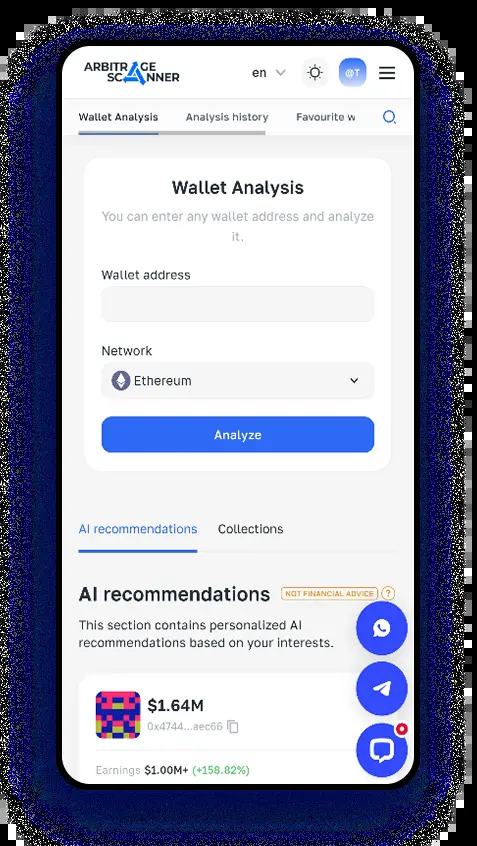 ARBITRAGE
SCANNER
en
@T
Wallet Analysis
Analysis history
Favourite w
Wallet Analysis
You can enter any wallet address and analyze
it.
Wallet address
Network
Ethereum
Analyze
AI recommendations
Collections
AI recommendations
NOT FINANCIAL ADVICE
?
This section contains personalized AI
recommendations based on your interests.
$1.64M
0x4744...aec66
Earnings $1.00M+ (+158.82%)